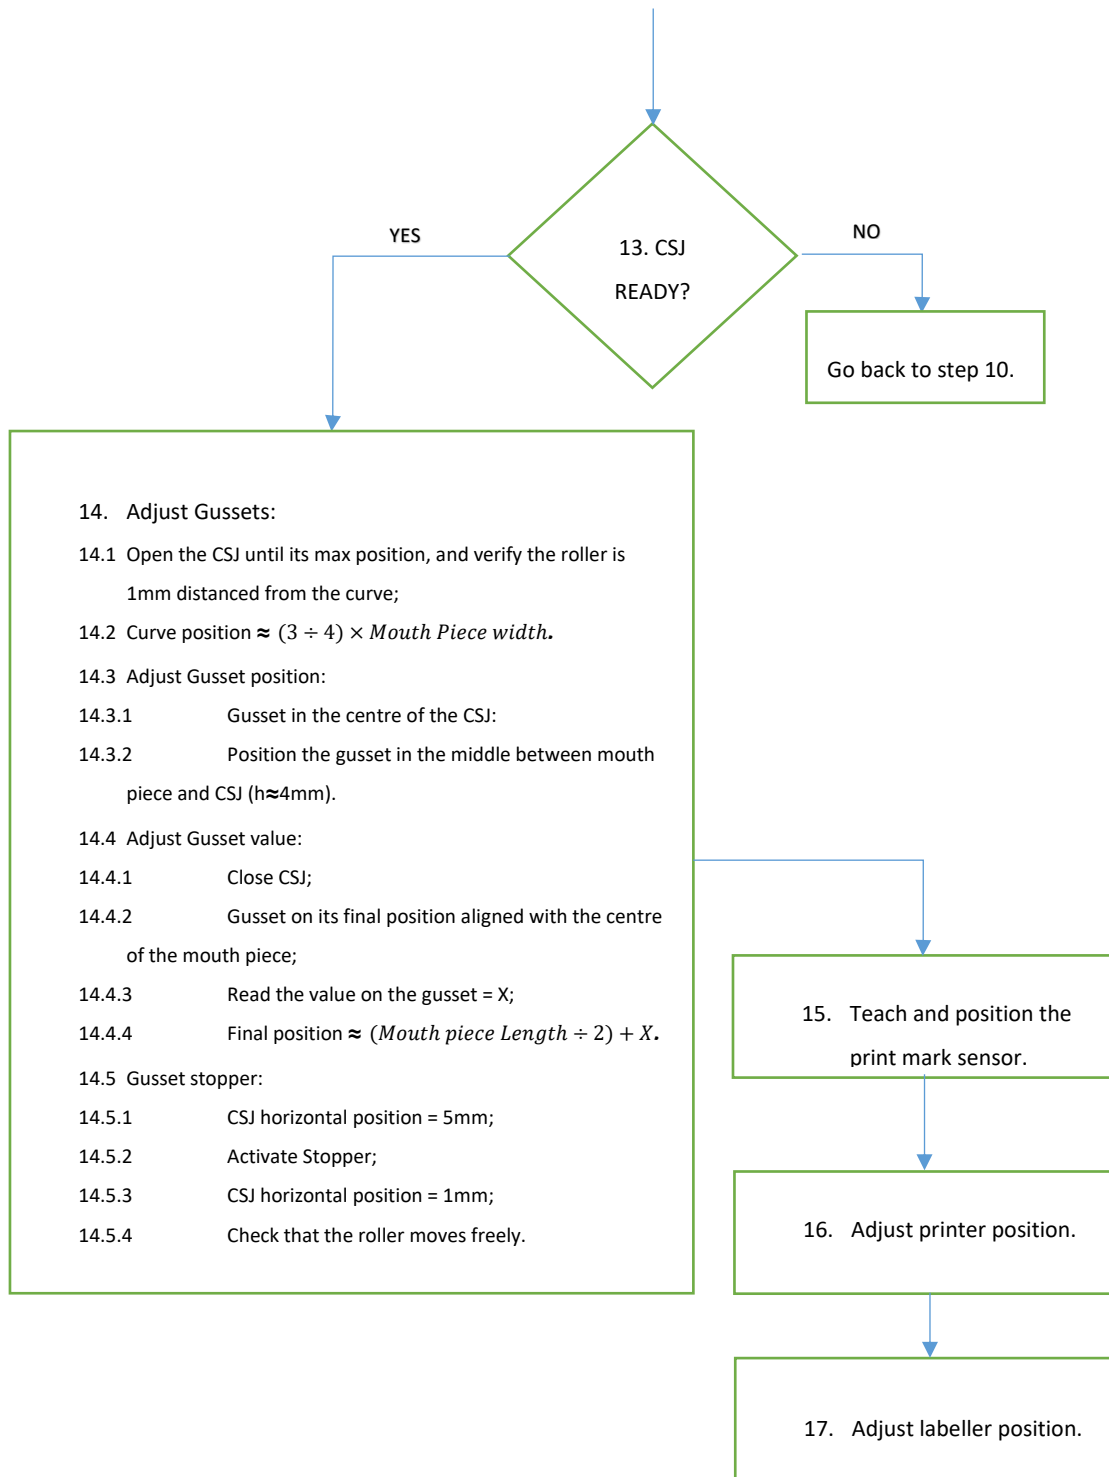 YES
NO
13. CSJ
READY?
Go back to step 10.
14. Adjust Gussets:
14.1 Open the CSJ until its max position, and verify the roller is
1mm distanced from the curve;
14.2 Curve position ≈ (3 ÷ 4) × Mouth Piece width.
14.3 Adjust Gusset position:
14.3.1 Gusset in the centre of the CSJ:
14.3.2 Position the gusset in the middle between mouth
piece and CSJ (h≈4mm).
14.4 Adjust Gusset value:
14.4.1 Close CSJ;
14.4.2 Gusset on its final position aligned with the centre
of the mouth piece;
14.4.3 Read the value on the gusset = X;
14.4.4 Final position ≈ (Mouth piece Length ÷ 2) + X.
14.5 Gusset stopper:
14.5.1 CSJ horizontal position = 5mm;
14.5.2 Activate Stopper;
14.5.3 CSJ horizontal position = 1mm;
14.5.4 Check that the roller moves freely.
15. Teach and position the
print mark sensor.
16. Adjust printer position.
17. Adjust labeller position.